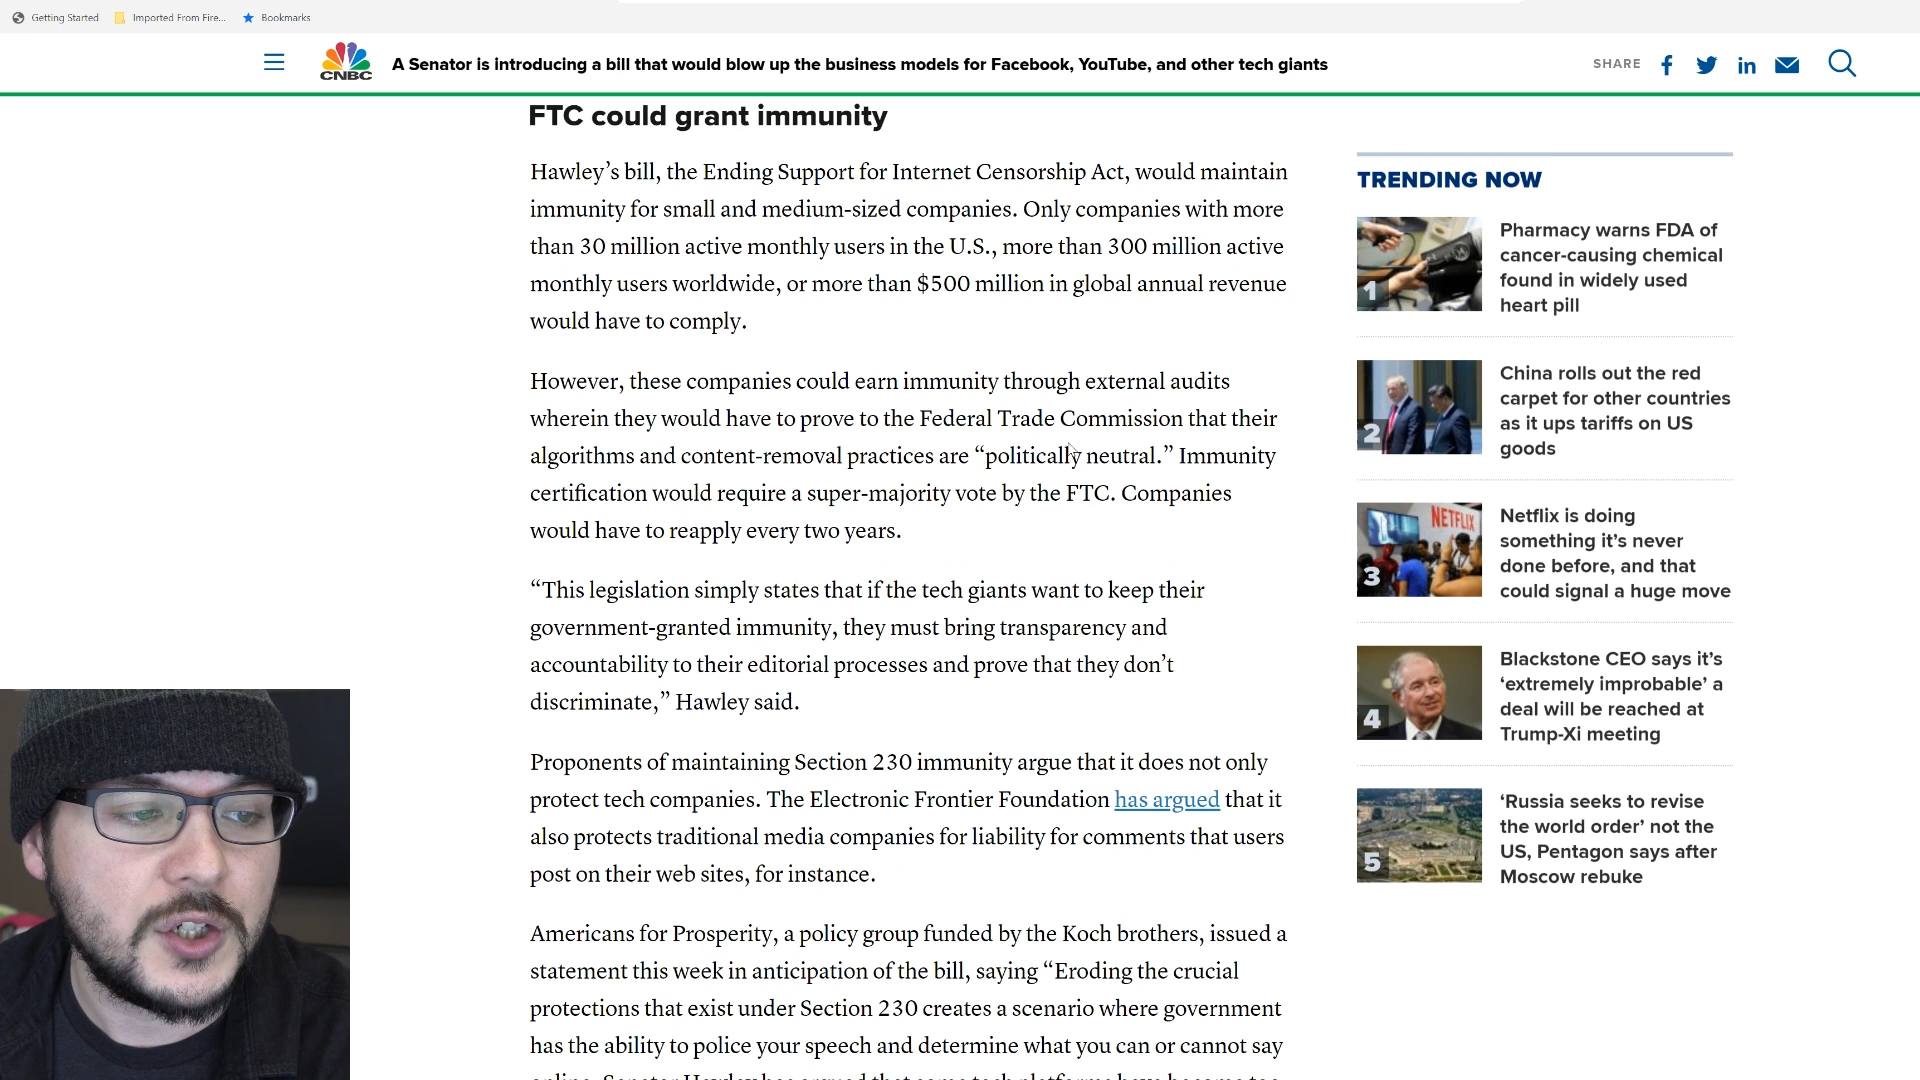 Getting Started
Imported From Fire...
Bookmarks
CNBC
A Senator is introducing a bill that would blow up the business models for Facebook, YouTube, and other tech giants
SHARE
FTC could grant immunity
Hawley’s bill, the Ending Support for Internet Censorship Act, would maintain
immunity for small and medium-sized companies. Only companies with more
than 30 million active monthly users in the U.S., more than 300 million active
monthly users worldwide, or more than $500 million in global annual revenue
would have to comply.
However, these companies could earn immunity through external audits
wherein they would have to prove to the Federal Trade Commission that their
algorithms and content-removal practices are “politically neutral.” Immunity
certification would require a super-majority vote by the FTC. Companies
would have to reapply every two years.
“This legislation simply states that if the tech giants want to keep their
government-granted immunity, they must bring transparency and
accountability to their editorial processes and prove that they don’t
discriminate,” Hawley said.
Proponents of maintaining Section 230 immunity argue that it does not only
protect tech companies. The Electronic Frontier Foundation has argued that it
also protects traditional media companies for liability for comments that users
post on their web sites, for instance.
Americans for Prosperity, a policy group funded by the Koch brothers, issued a
statement this week in anticipation of the bill, saying “Eroding the crucial
protections that exist under Section 230 creates a scenario where government
has the ability to police your speech and determine what you can or cannot say
TRENDING NOW
1
Pharmacy warns FDA of
cancer-causing chemical
found in widely used
heart pill
2
China rolls out the red
carpet for other countries
as it ups tariffs on US
goods
NETFLIX
3
Netflix is doing
something it’s never
done before, and that
could signal a huge move
4
Blackstone CEO says it’s
‘extremely improbable’ a
deal will be reached at
Trump-Xi meeting
5
‘Russia seeks to revise
the world order’ not the
US, Pentagon says after
Moscow rebuke